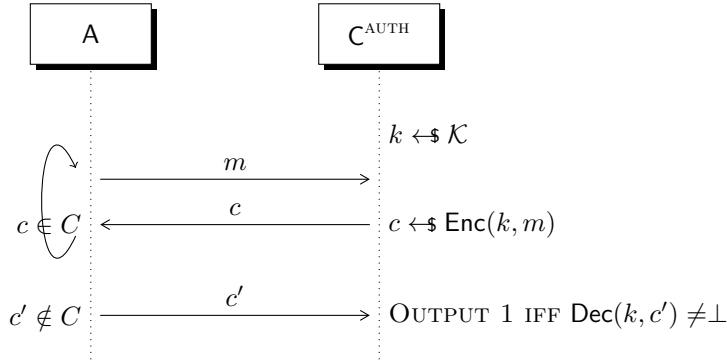 A
C^AUTH
k ←$ 𝒦
m
c
c ∈ C
c ←$ Enc(k, m)
c′
c′ ∉ C
OUTPUT 1 IFF Dec(k, c′) ≠⊥